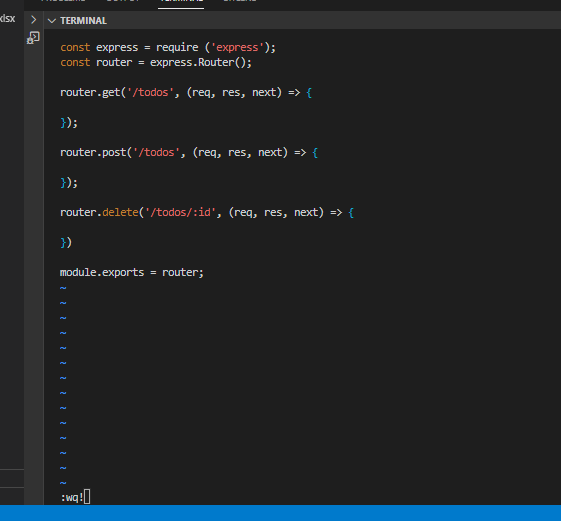 xlsx
TERMINAL
const express = require ('express');
const router = express.Router();
router.get('/todos', (req, res, next) => {
});
router.post('/todos', (req, res, next) => {
});
router.delete('/todos/:id', (req, res, next) => {
})
module.exports = router;
~
~
~
~
~
~
~
~
~
~
~
~
~
~
:wq!